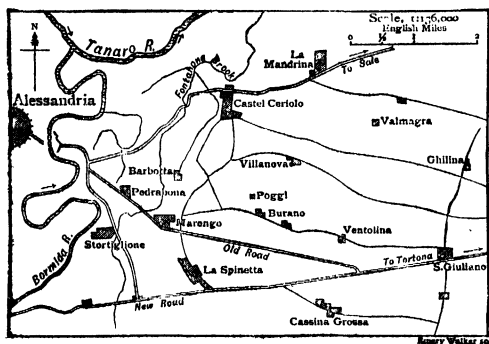 Scale, 1:136,000
English Miles
0 1 2
N
Tanaro R.
La
Mandrina
To Sale
Fontanone Brook
Alessandria
Castel Ceriolo
Valmagra
Villanova
Ghilina
Barbotta
Pedrabona
Poggi
Burano
Marengo
Ventolina
Stortiglione
Old Road
Bormida R.
La Spinetta
To Tortona
S. Giuliano
New Road
Cassina Grossa
Emery Walker sc.